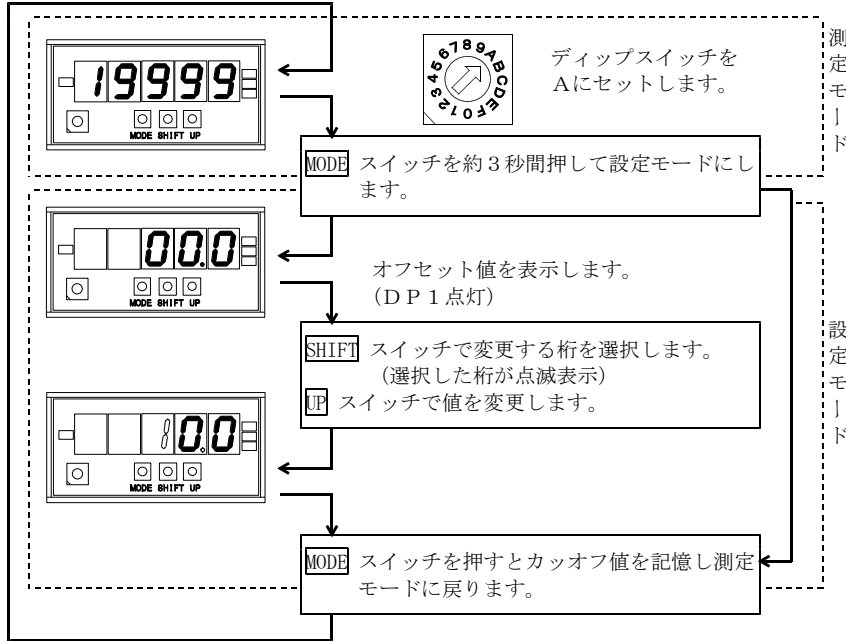 19999
MODE SHIFT UP
456789ABCDEF0123
ディップスイッチを
Aにセットします。
測定モード
MODE スイッチを約3秒間押して設定モードにし
ます。
00.0
MODE SHIFT UP
オフセット値を表示します。
(DP1点灯)
SHIFT スイッチで変更する桁を選択します。
(選択した桁が点滅表示)
UP スイッチで値を変更します。
設定モード
10.0
MODE SHIFT UP
MODE スイッチを押すとカッオフ値を記憶し測定
モードに戻ります。